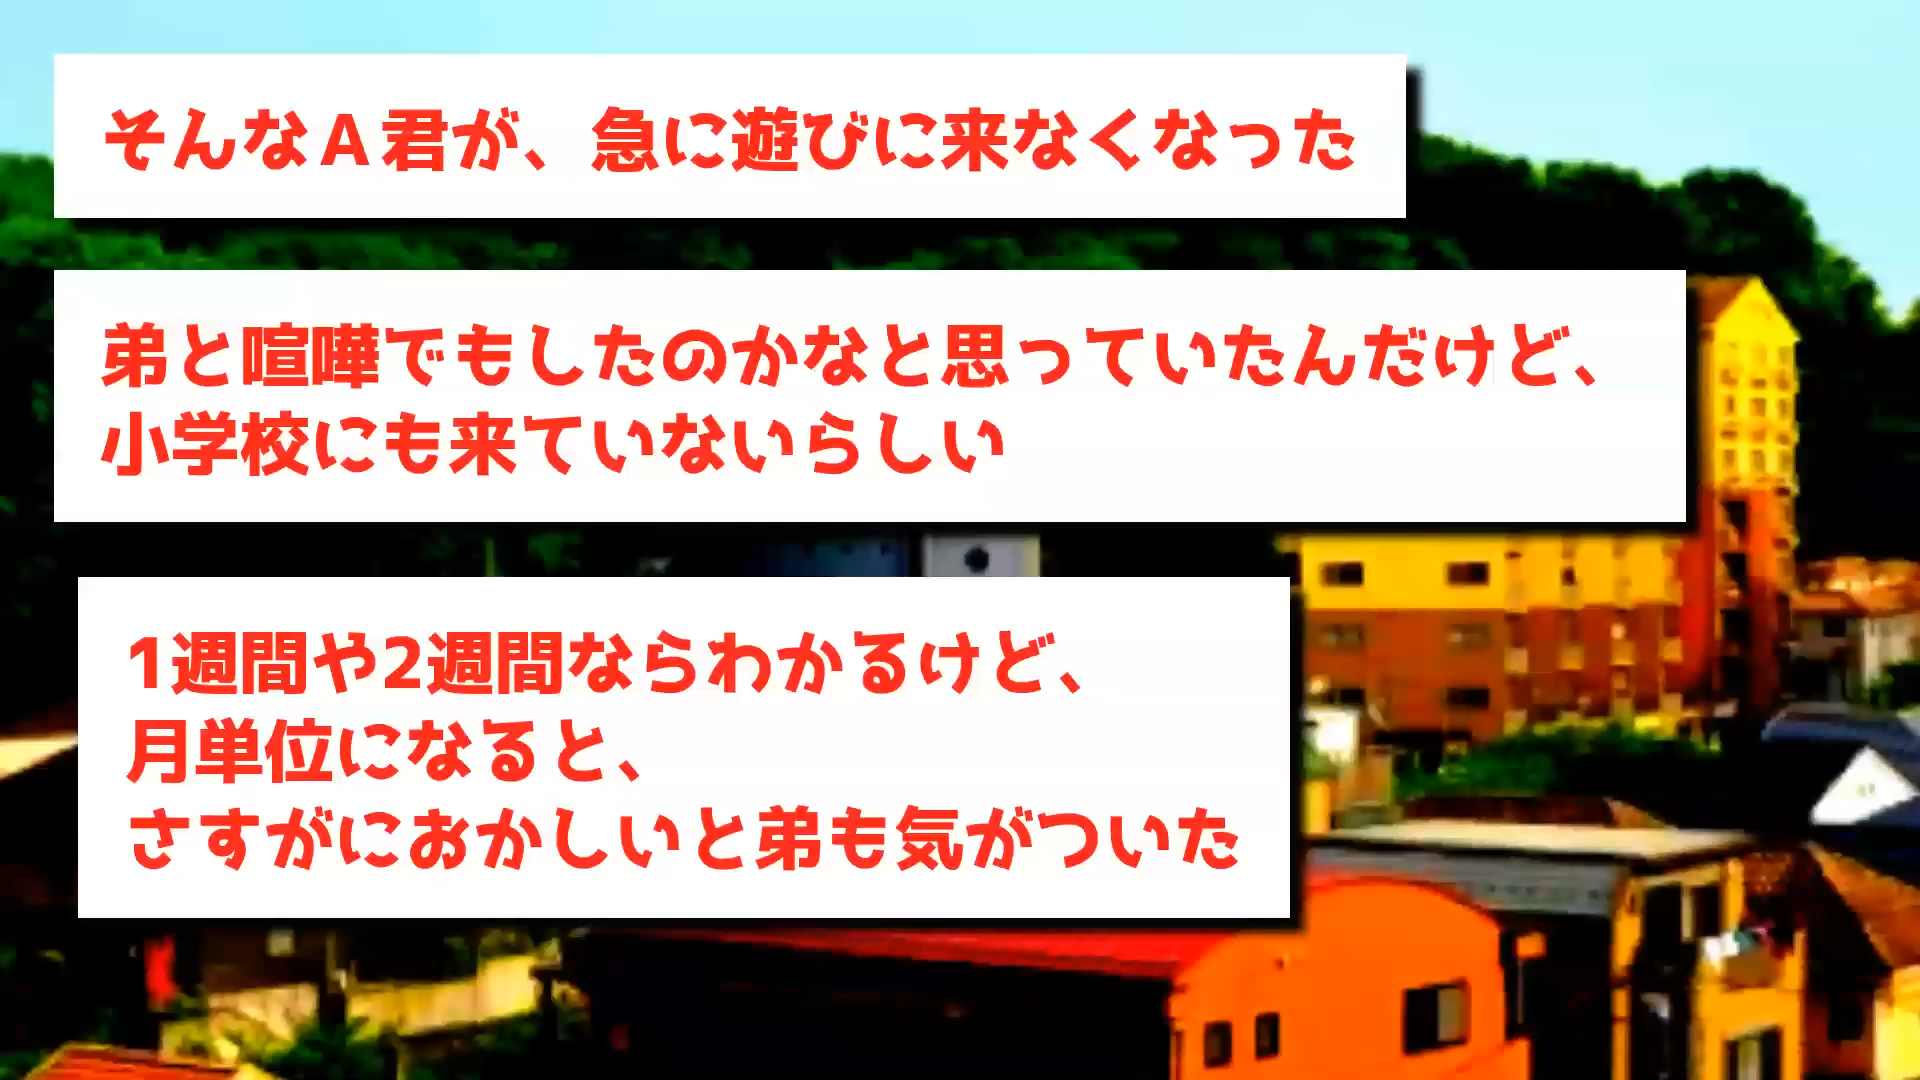 そんなA君が、急に遊びに来なくなった
弟と喧嘩でもしたのかなと思っていたんだけど、
小学校にも来ていないらしい
1週間や2週間ならわかるけど、
月単位になると、
さすがにおかしいと弟も気がついた